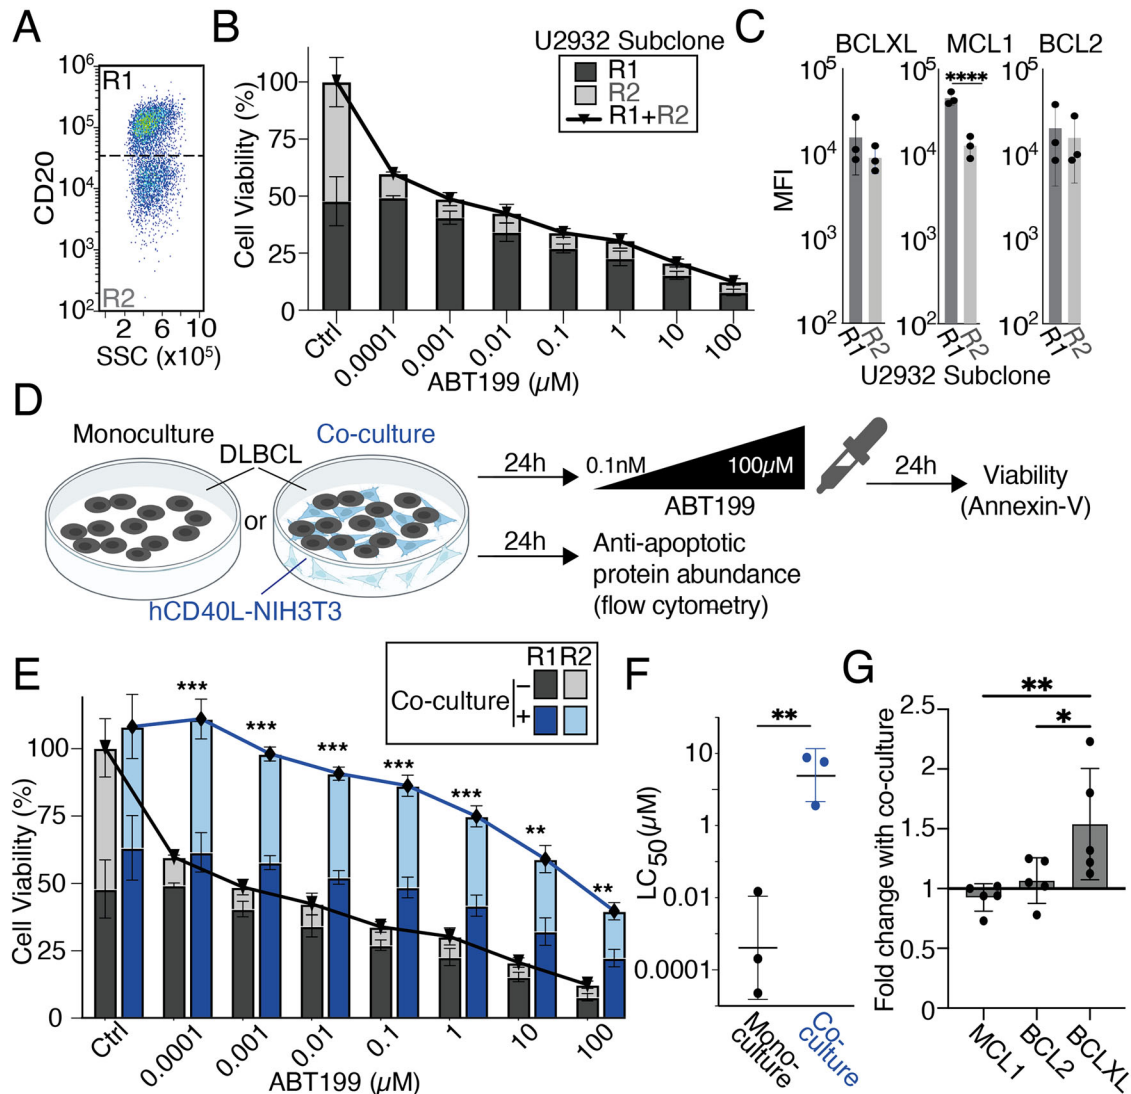 A
10⁶
R1
10⁵
10⁴
10³
10²
R2
CD20
2 6 10
SSC (x10⁵)
B
U2932 Subclone
R1
R2
R1+R2
Cell Viability (%)
100
75
50
25
0
Ctrl 0.0001 0.001 0.01 0.1 1 10 100
ABT199 (µM)
C
BCLXL MCL1 BCL2
MFI
10⁵ 10⁵ 10⁵
****
10⁴ 10⁴ 10⁴
10³ 10³ 10³
10² 10² 10²
R1 R2 R1 R2 R1 R2
U2932 Subclone
D
Monoculture
Co-culture
DLBCL
or
hCD40L-NIH3T3
24h
0.1nM 100µM
ABT199
24h
Viability
(Annexin-V)
24h
Anti-apoptotic
protein abundance
(flow cytometry)
E
R1 R2
Co-culture
−
+
Cell Viability (%)
100
75
50
25
0
*** *** *** *** *** ** **
Ctrl 0.0001 0.001 0.01 0.1 1 10 100
ABT199 (µM)
F
**
LC50(µM)
10
1
0.01
0.0001
Mono-
culture
Co-
culture
G
**
*
Fold change with co-culture
2.5
2
1.5
1
0.5
0
MCL1 BCL2 BCLXL